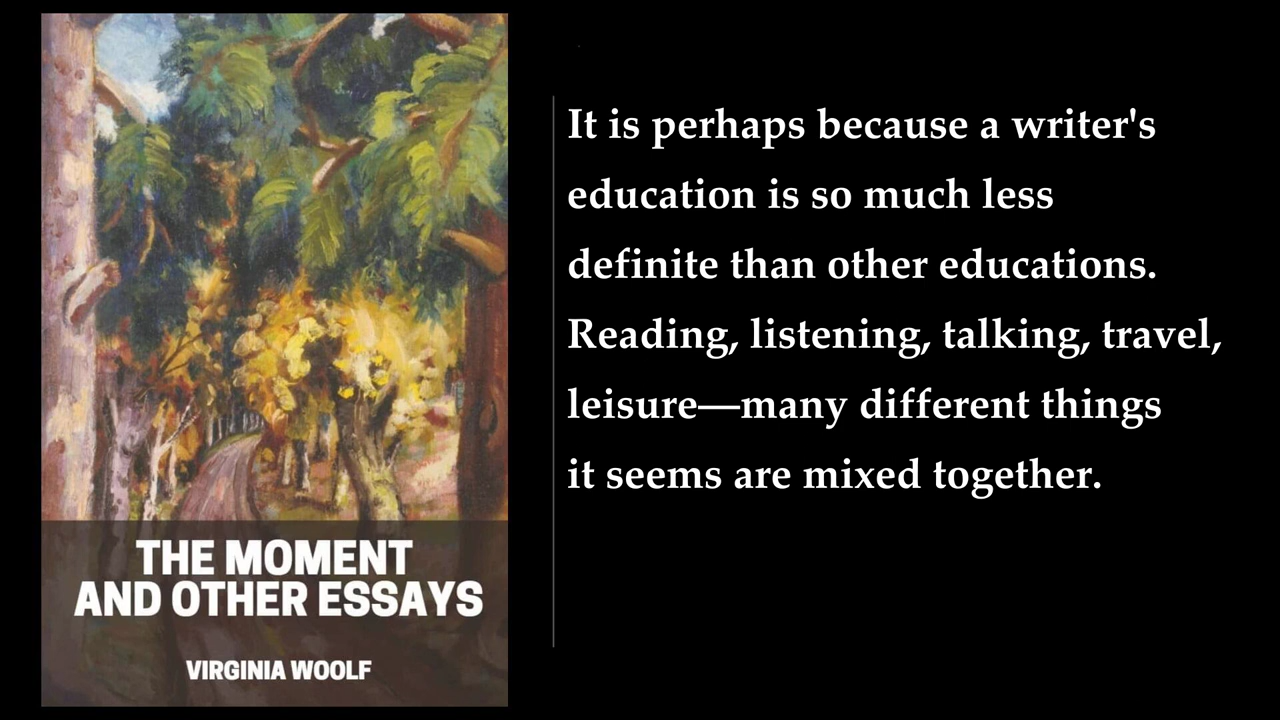 THE MOMENT
AND OTHER ESSAYS
VIRGINIA WOOLF
It is perhaps because a writer's
education is so much less
definite than other educations.
Reading, listening, talking, travel,
leisure—many different things
it seems are mixed together.